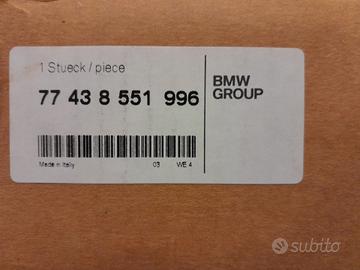 1 Stueck / piece
77 43 8 551 996
BMW
GROUP
Made in Italy
03
WE 4
subito